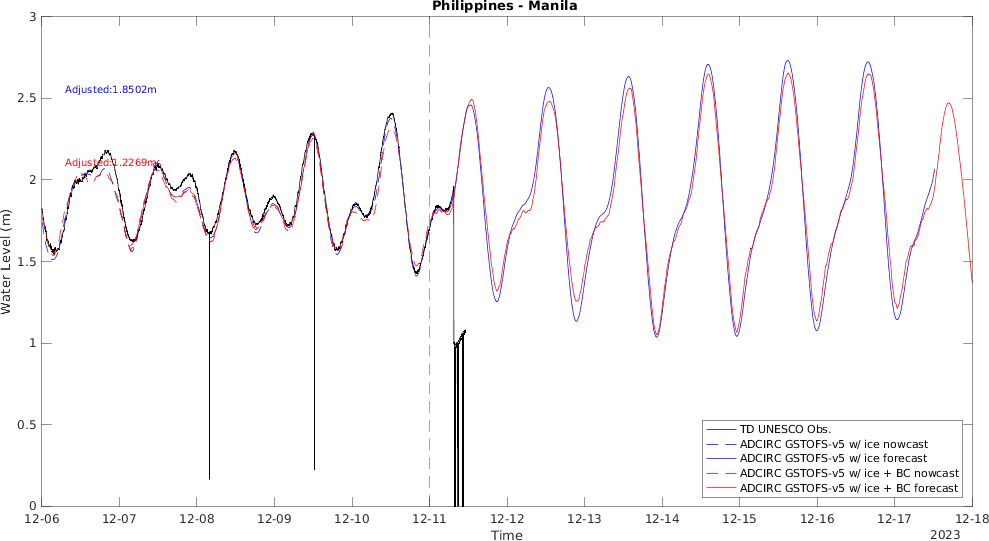 Philippines - Manila
3
2.5
2
1.5
1
0.5
0
Water Level (m)
Adjusted:1.8502m
Adjusted:1.2269m
12-06
12-07
12-08
12-09
12-10
12-11
12-12
12-13
12-14
12-15
12-16
12-17
12-18
Time
2023
TD UNESCO Obs.
ADCIRC GSTOFS-v5 w/ ice nowcast
ADCIRC GSTOFS-v5 w/ ice forecast
ADCIRC GSTOFS-v5 w/ ice + BC nowcast
ADCIRC GSTOFS-v5 w/ ice + BC forecast